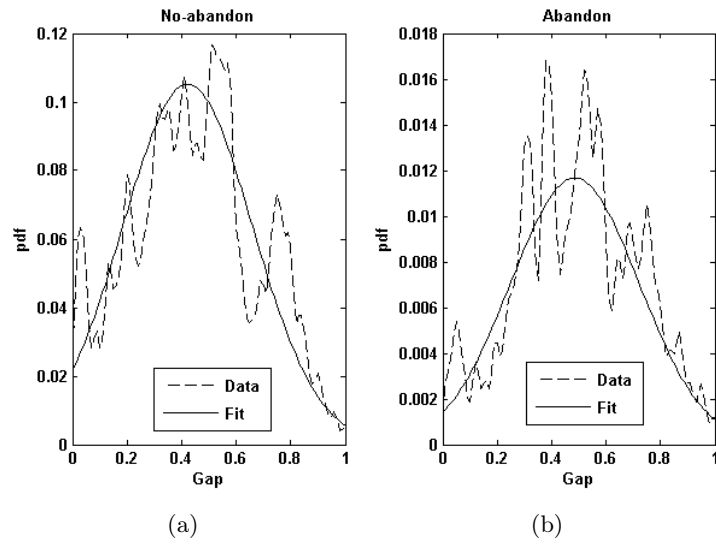 No-abandon
0.12
0.1
0.08
0.06
0.04
0.02
0
pdf
0 0.2 0.4 0.6 0.8 1
Gap
Data
Fit
(a)
Abandon
0.018
0.016
0.014
0.012
0.01
0.008
0.006
0.004
0.002
0
pdf
0 0.2 0.4 0.6 0.8 1
Gap
Data
Fit
(b)